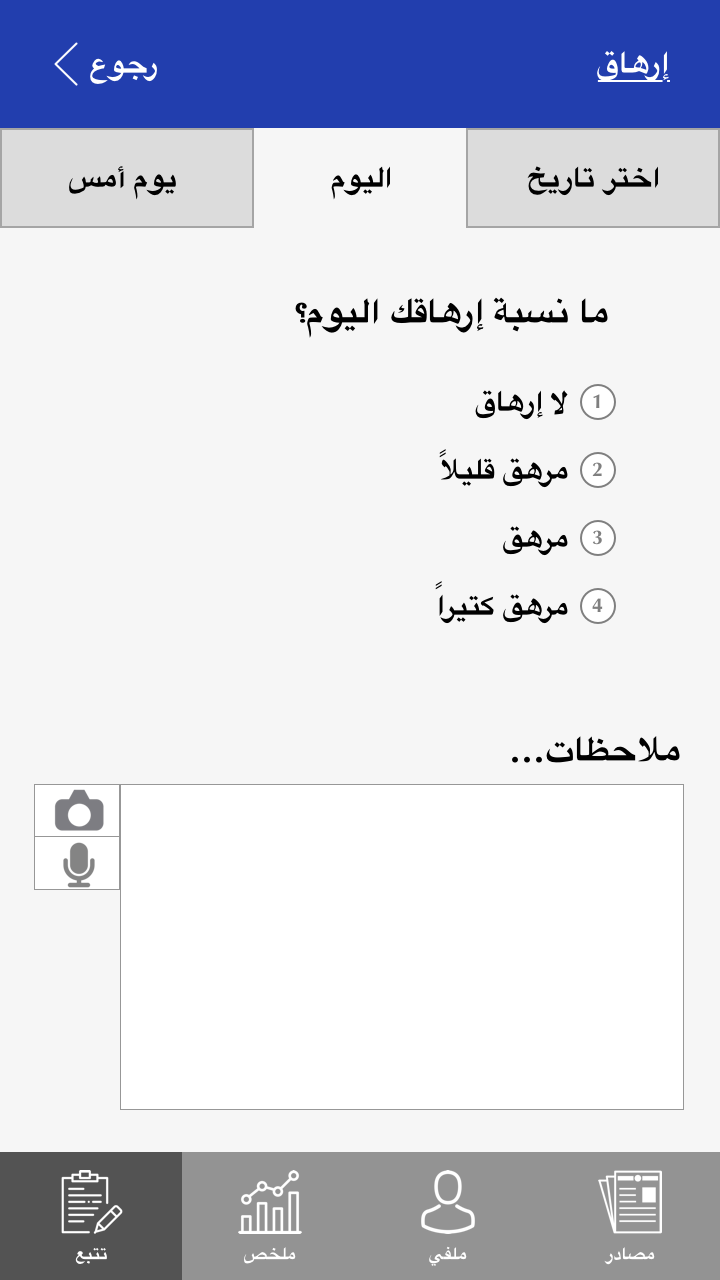 إرهاق
رجوع
اختر تاريخ
اليوم
يوم أمس
ما نسبة إرهاقك اليوم؟
1 لا إرهاق
2 مرهق قليلاً
3 مرهق
4 مرهق كتيراً
ملاحظات...
مصادر
ملفي
ملخص
تتبع